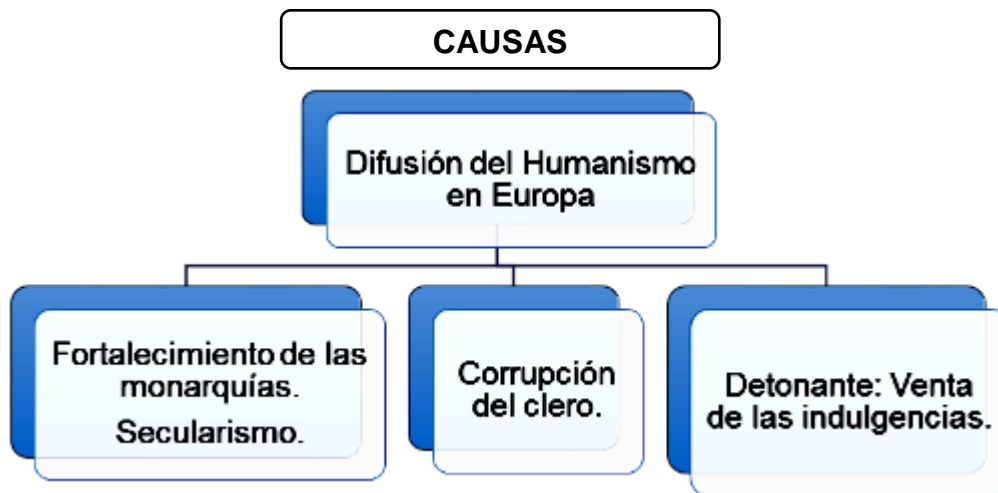 CAUSAS
Difusión del Humanismo
en Europa
Fortalecimiento de las
monarquías.
Secularismo.
Corrupción
del clero.
Detonante: Venta
de las indulgencias.